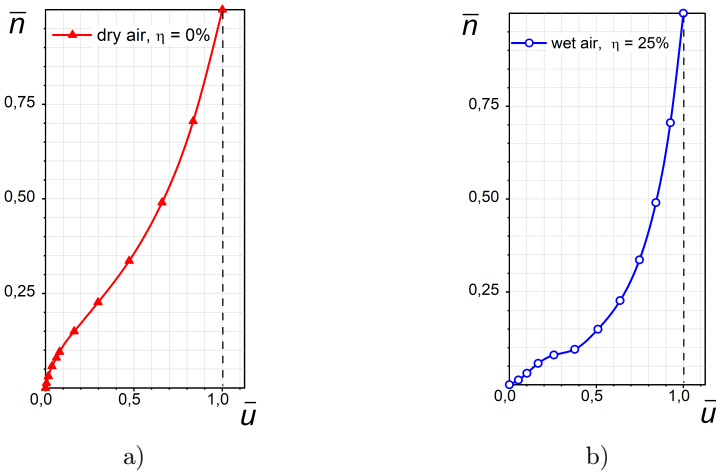 n̅
dry air, η = 0%
0,75
0,50
0,25
0,0
0,5
1,0
u̅
a)
n̅
wet air, η = 25%
0,75
0,50
0,25
0,0
0,5
1,0
u̅
b)